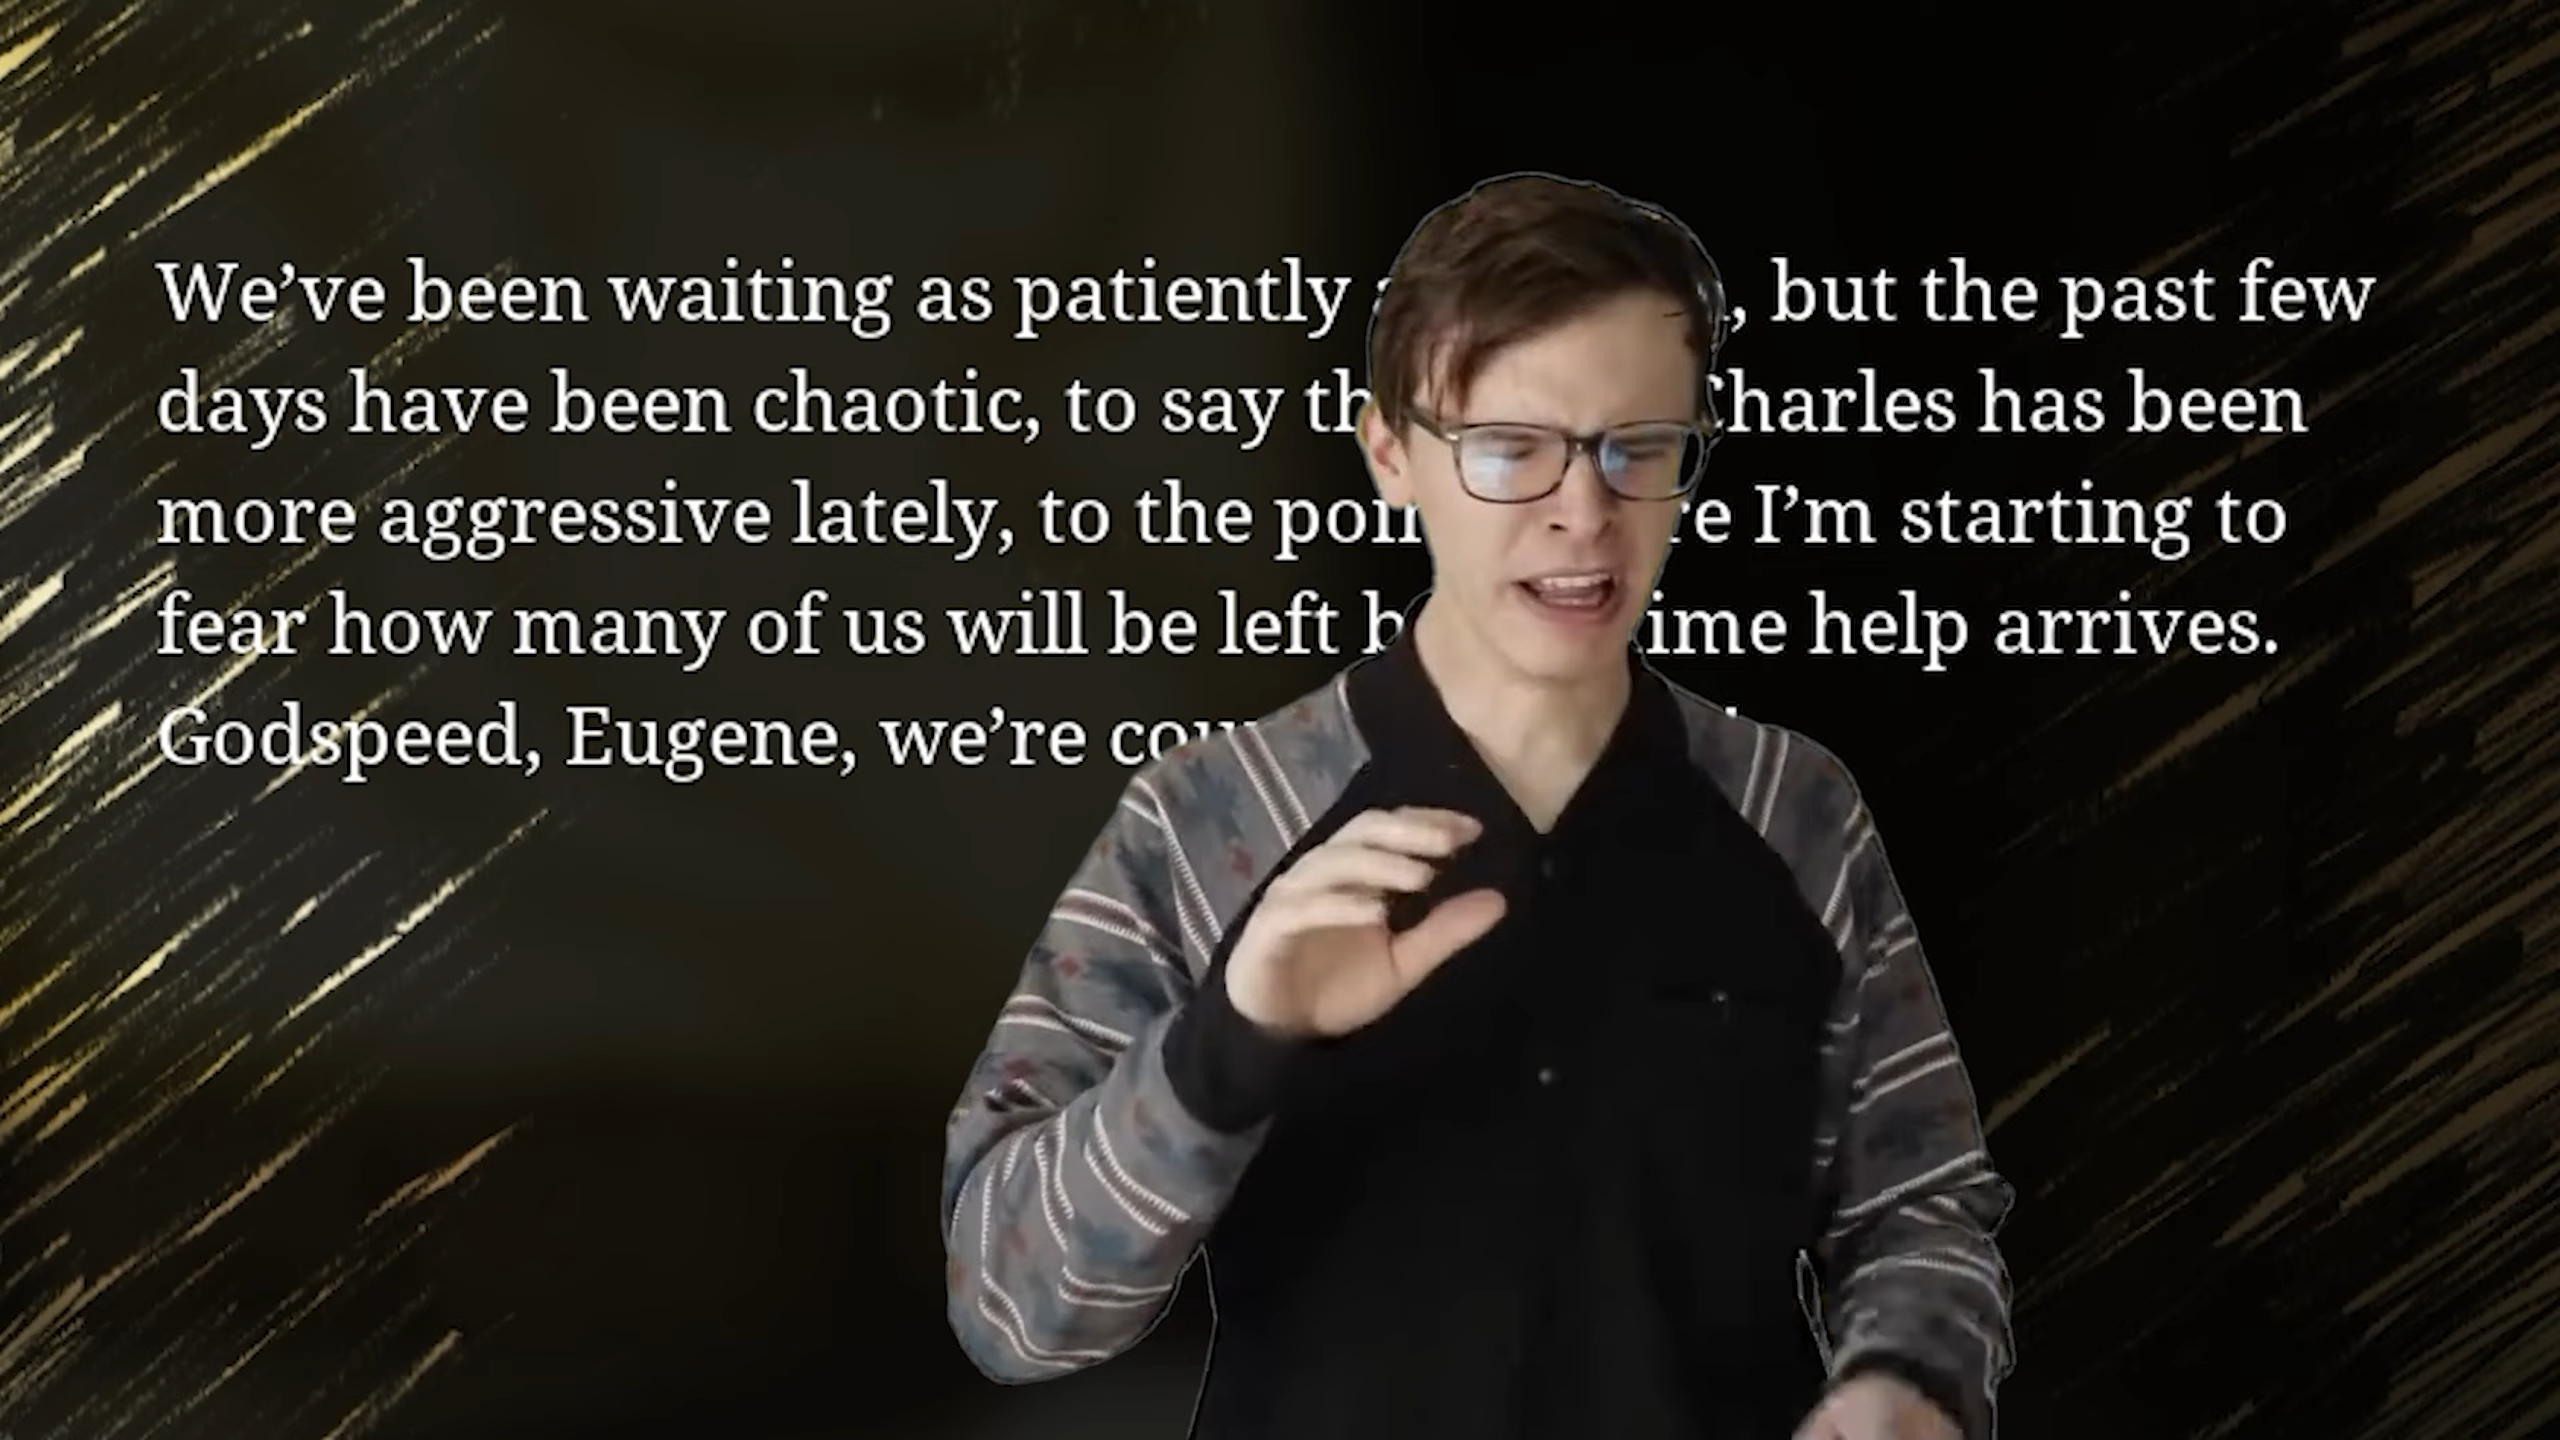 We’ve been waiting as patiently , but the past few
days have been chaotic, to say Charles has been
more aggressive lately, to the I’m starting to
fear how many of us will be left help arrives.
Godspeed, Eugene, we’re